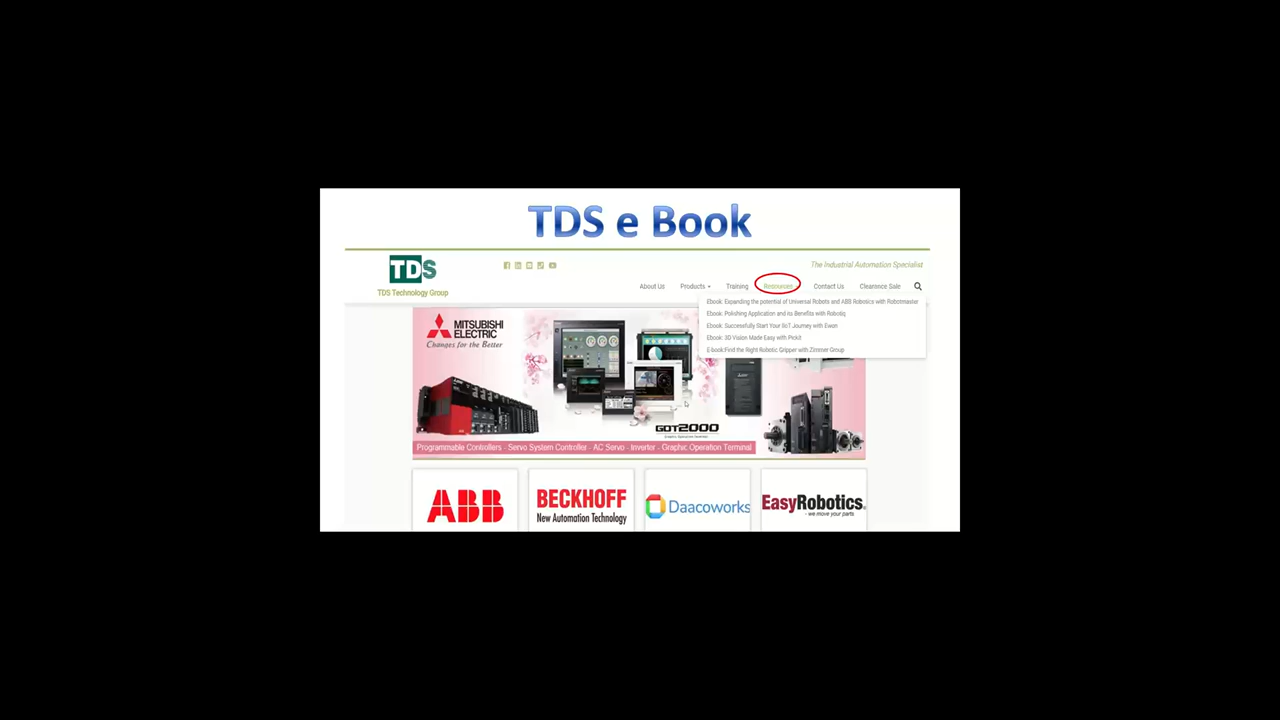 TDS e Book
TDS
TDS Technology Group
The Industrial Automation Specialist
About Us Products Training Resources Contact Us Clearance Sale
Ebook: Expanding the potential of Universal Robots and ABB Robotics with Robotmaster
Ebook: Polishing Application and its Benefits with Robotiq
Ebook: Successfully Start Your IIoT Journey with Ewon
Ebook: 3D Vision Made Easy with Pickit
E-book:Find the Right Robotic Gripper with Zimmer Group
MITSUBISHI
ELECTRIC
Changes for the Better
GOT2000
Graphic Operation Terminal
Programmable Controllers - Servo System Controller - AC Servo - Inverter - Graphic Operation Terminal
ABB
BECKHOFF
New Automation Technology
Daacoworks
EasyRobotics
- we move your parts